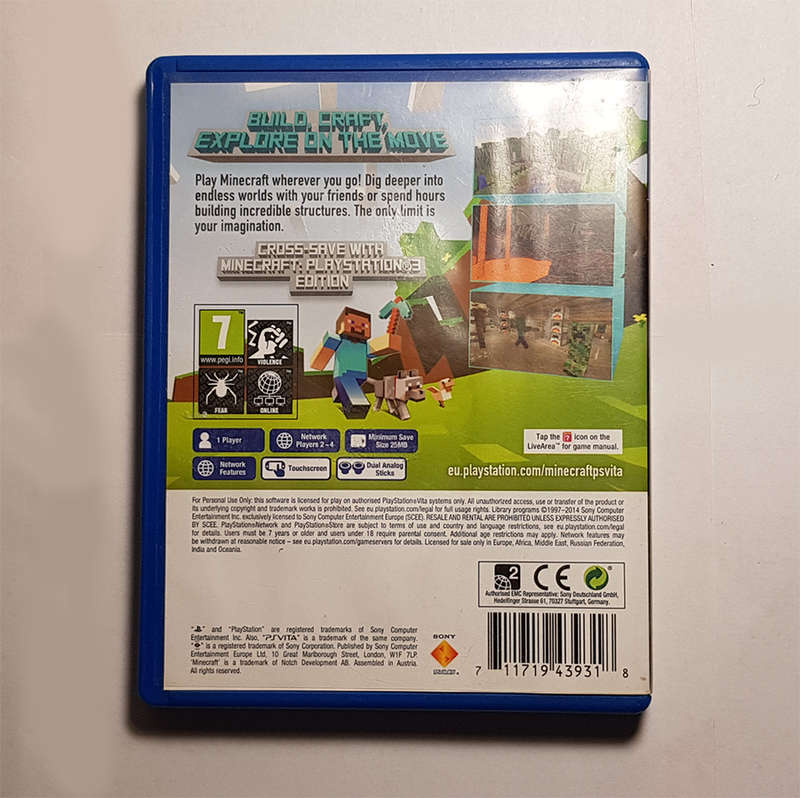 BUILD, CRAFT,
EXPLORE ON THE MOVE
Play Minecraft wherever you go! Dig deeper into
endless worlds with your friends or spend hours
building incredible structures. The only limit is
your imagination.
CROSS-SAVE WITH
MINECRAFT: PLAYSTATION®3
EDITION
7
www.pegi.info
VIOLENCE
FEAR
ONLINE
1 Player
Network
Players 2-4
Minimum Save
Size 25MB
Network
Features
Touchscreen
Dual Analog
Sticks
Tap the ? icon on the
LiveArea™ for game manual.
eu.playstation.com/minecraftpsvita
For Personal Use Only: this software is licensed for play on authorised PlayStation®Vita systems only. All unauthorized access, use or transfer of the product or
its underlying copyright and trademark works is prohibited. See eu.playstation.com/legal for full usage rights. Library programs ©1997-2014 Sony Computer
Entertainment Inc. exclusively licensed to Sony Computer Entertainment Europe (SCEE). RESALE AND RENTAL ARE PROHIBITED UNLESS EXPRESSLY AUTHORISED
BY SCEE. PlayStation®Network and PlayStation®Store are subject to terms of use and country and language restrictions, see eu.playstation.com/legal
for details. Users must be 7 years or older and users under 18 require parental consent. Additional age restrictions may apply. Network features may
be withdrawn at reasonable notice – see eu.playstation.com/gameservers for details. Licensed for sale only in Europe, Africa, Middle East, Russian Federation,
India and Oceania.
2
CE
Authorised EMC Representative: Sony Deutschland GmbH,
Hedelfinger Strasse 61, 70327 Stuttgart, Germany.
" " and "PlayStation" are registered trademarks of Sony Computer
Entertainment Inc. Also, "PSVITA" is a trademark of the same company.
" " is a registered trademark of Sony Corporation. Published by Sony Computer
Entertainment Europe Ltd, 10 Great Marlborough Street, London, W1F 7LP.
'Minecraft' is a trademark of Notch Development AB. Assembled in Austria.
All rights reserved.
SONY
7 11719 43931 8